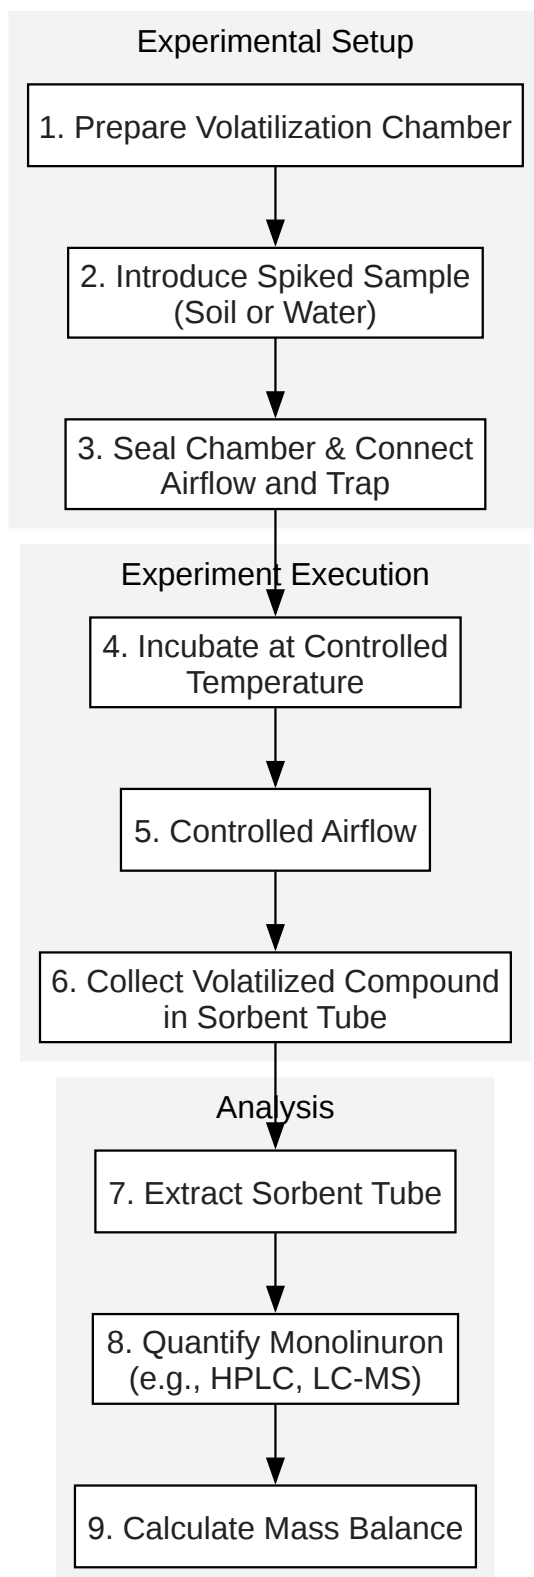 Experimental Setup
1. Prepare Volatilization Chamber
2. Introduce Spiked Sample
(Soil or Water)
3. Seal Chamber & Connect
Airflow and Trap
Experiment Execution
4. Incubate at Controlled
Temperature
5. Controlled Airflow
6. Collect Volatilized Compound
in Sorbent Tube
Analysis
7. Extract Sorbent Tube
8. Quantify Monolinuron
(e.g., HPLC, LC-MS)
9. Calculate Mass Balance